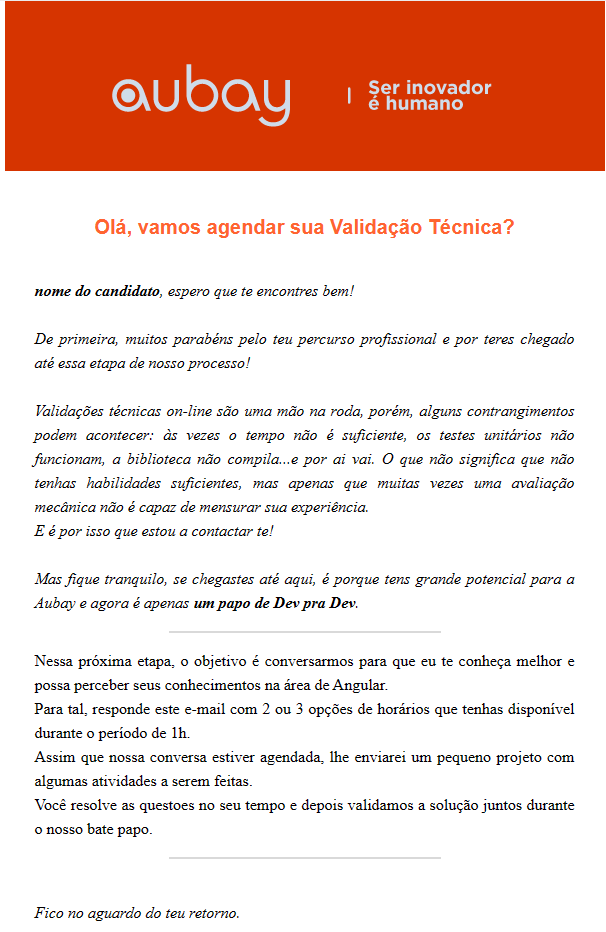 aubay
| Ser inovador
é humano
Olá, vamos agendar sua Validação Técnica?
nome do candidato, espero que te encontres bem!
De primeira, muitos parabéns pelo teu percurso profissional e por teres chegado
até essa etapa de nosso processo!
Validações técnicas on-line são uma mão na roda, porém, alguns contrangimentos
podem acontecer: às vezes o tempo não é suficiente, os testes unitários não
funcionam, a biblioteca não compila...e por ai vai. O que não significa que não
tenhas habilidades suficientes, mas apenas que muitas vezes uma avaliação
mecânica não é capaz de mensurar sua experiência.
E é por isso que estou a contactar te!
Mas fique tranquilo, se chegastes até aqui, é porque tens grande potencial para a
Aubay e agora é apenas um papo de Dev pra Dev.
Nessa próxima etapa, o objetivo é conversarmos para que eu te conheça melhor e
possa perceber seus conhecimentos na área de Angular.
Para tal, responde este e-mail com 2 ou 3 opções de horários que tenhas disponível
durante o período de 1h.
Assim que nossa conversa estiver agendada, lhe enviarei um pequeno projeto com
algumas atividades a serem feitas.
Você resolve as questoes no seu tempo e depois validamos a solução juntos durante
o nosso bate papo.
Fico no aguardo do teu retorno.